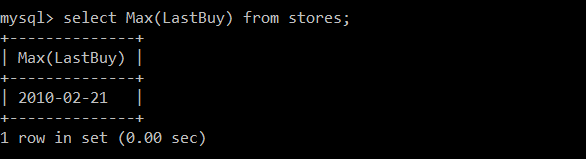 mysql> select Max(LastBuy) from stores;
+--------------+
| Max(LastBuy) |
+--------------+
| 2010-02-21   |
+--------------+
1 row in set (0.00 sec)